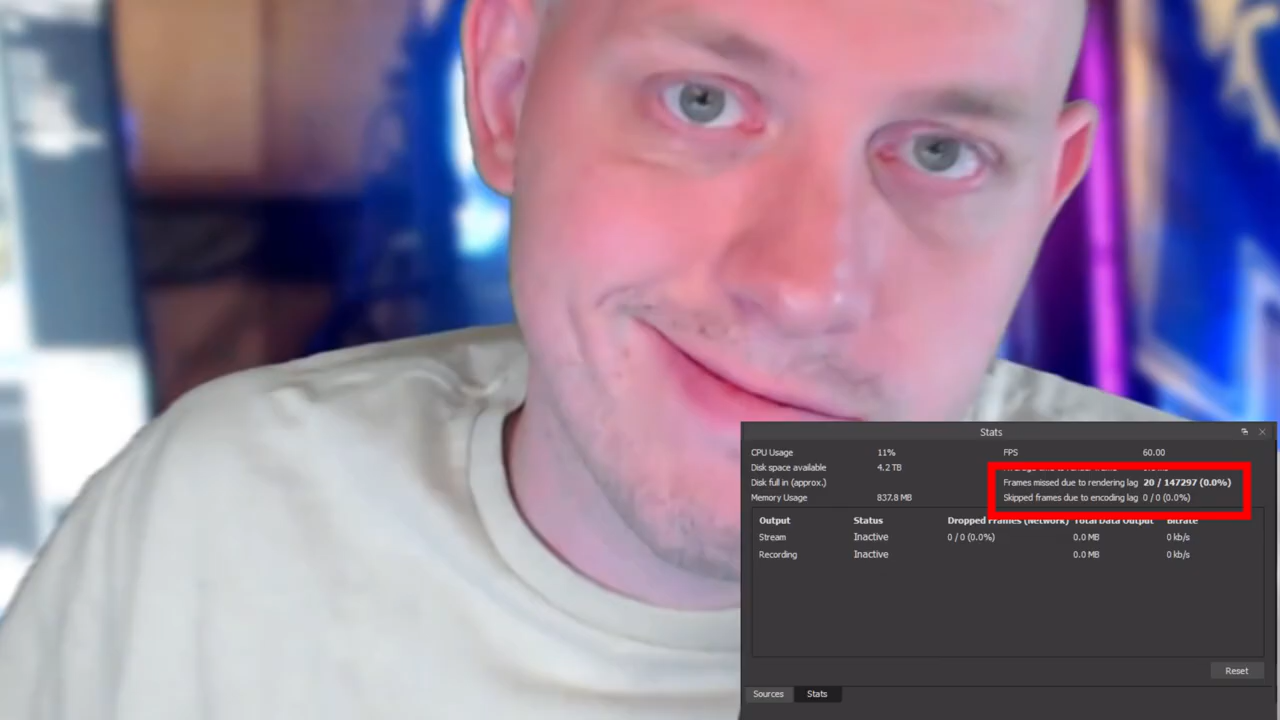 Stats
CPU Usage 11% FPS 60.00
Disk space available 4.2 TB
Disk full in (approx.) Frames missed due to rendering lag 20 / 147297 (0.0%)
Memory Usage 837.8 MB Skipped frames due to encoding lag 0 / 0 (0.0%)
Output Status Dropped Frames (Network) Total Data Output Bitrate
Stream Inactive 0 / 0 (0.0%) 0.0 MB 0 kb/s
Recording Inactive 0.0 MB 0 kb/s
Reset
Sources Stats